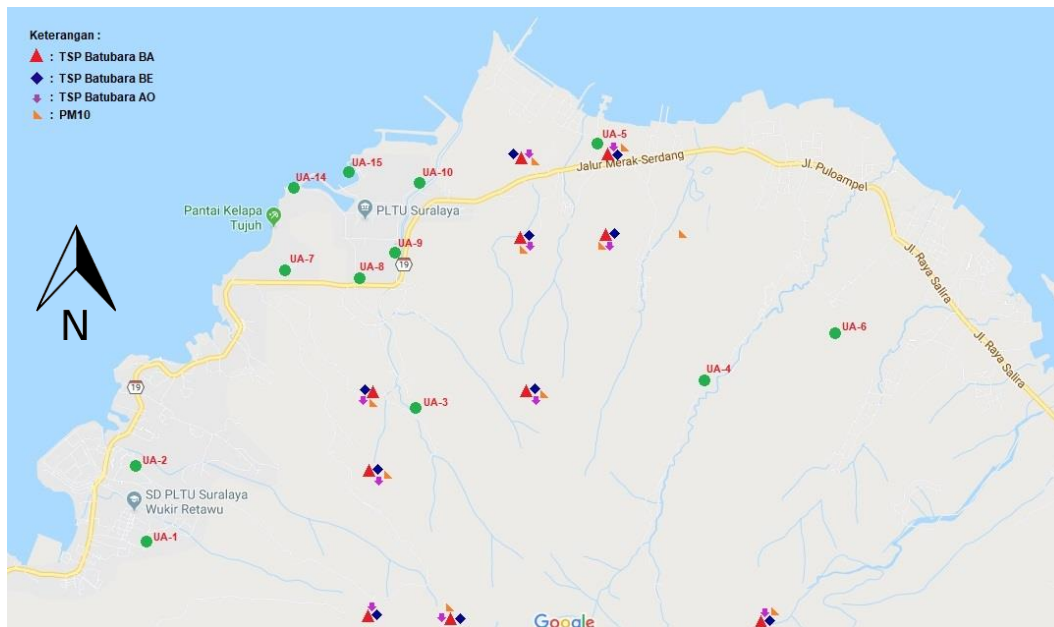 Keterangan :
: TSP Batubara BA
: TSP Batubara BE
: TSP Batubara AO
: PM10
UA-5
Jalur Merak-Serdang
Jl. Puloampel
UA-15
UA-14
UA-10
Pantai Kelapa
Tujuh
PLTU Suralaya
UA-9
19
UA-7
UA-8
Jl. Raya Salira
N
UA-6
Jl. Raya Salira
UA-4
19
UA-3
UA-2
SD PLTU Suralaya
Wukir Retawu
UA-1
Google